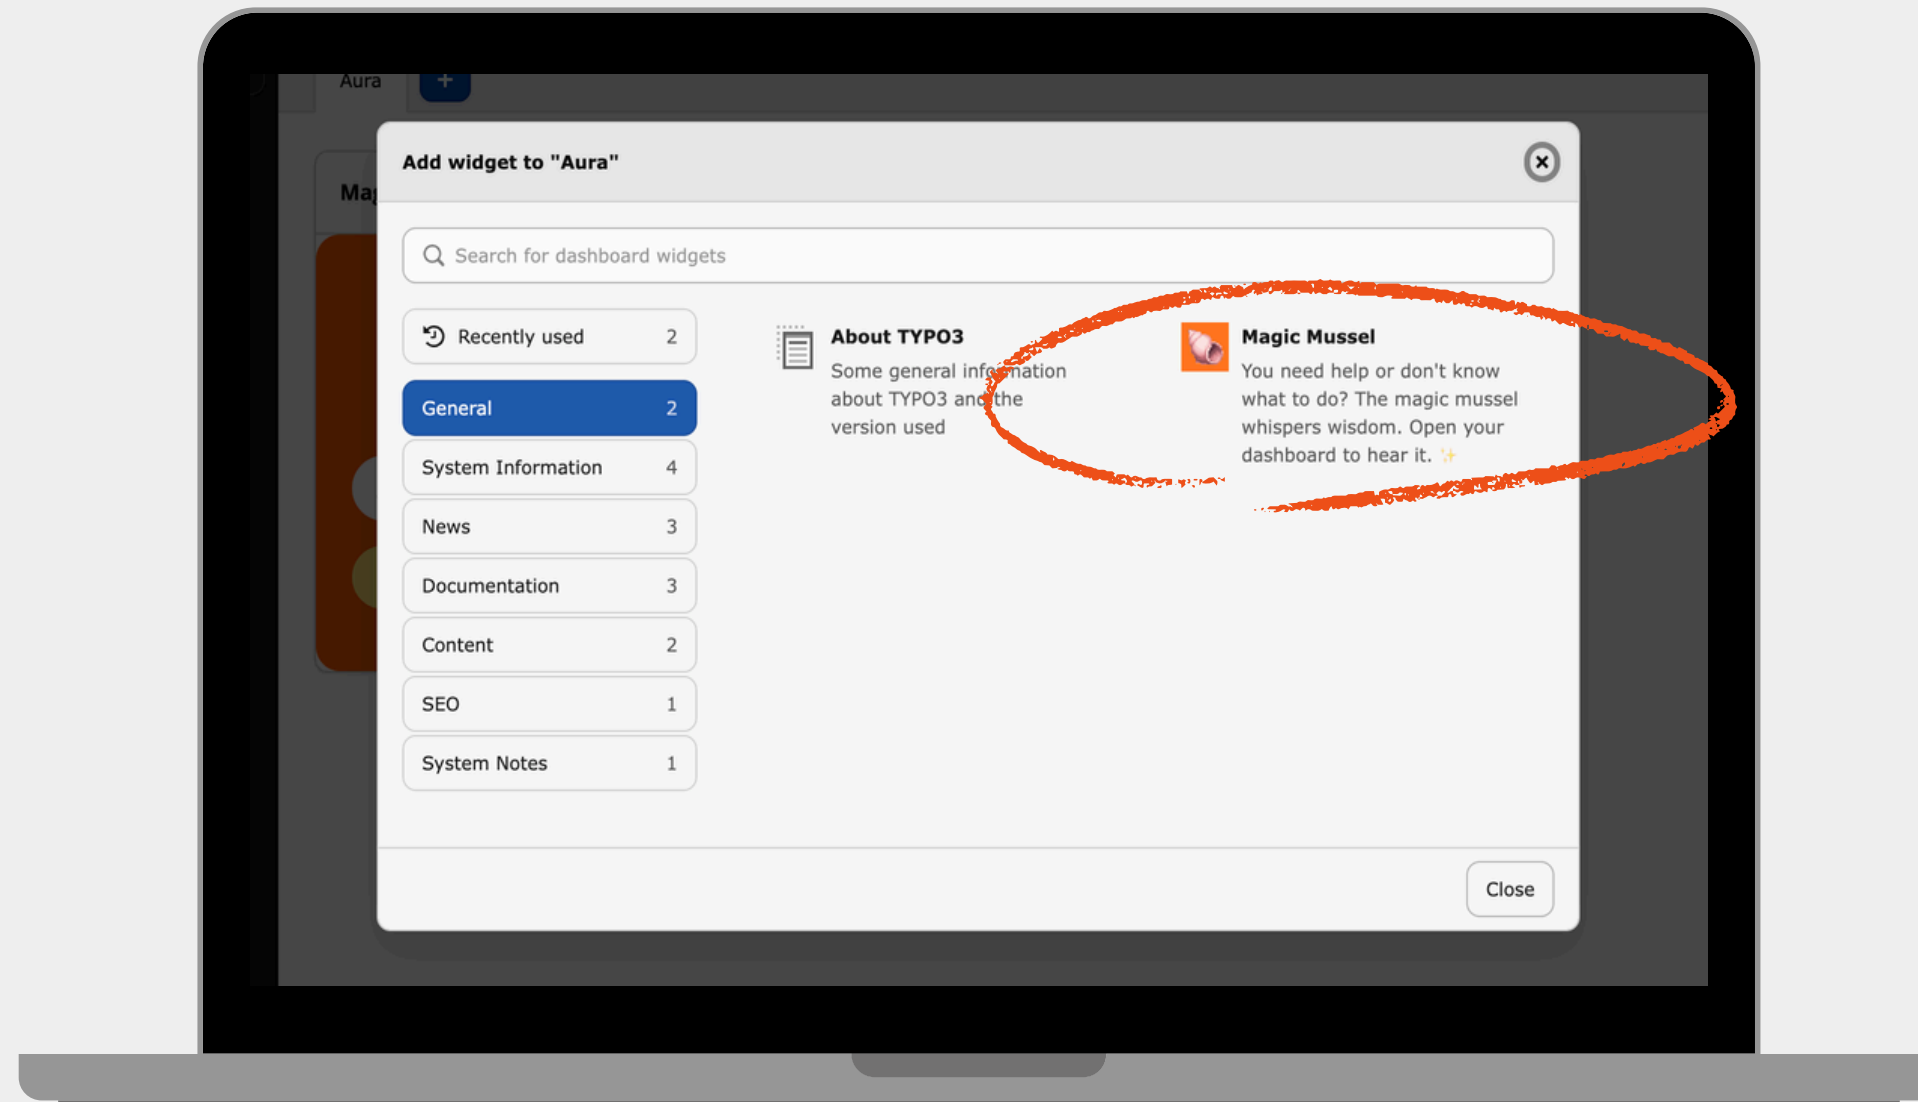 Aura
+
Add widget to "Aura"
Search for dashboard widgets
Recently used 2
General 2
System Information 4
News 3
Documentation 3
Content 2
SEO 1
System Notes 1
About TYPO3
Some general information
about TYPO3 and the
version used
Magic Mussel
You need help or don't know
what to do? The magic mussel
whispers wisdom. Open your
dashboard to hear it. ✨
Close